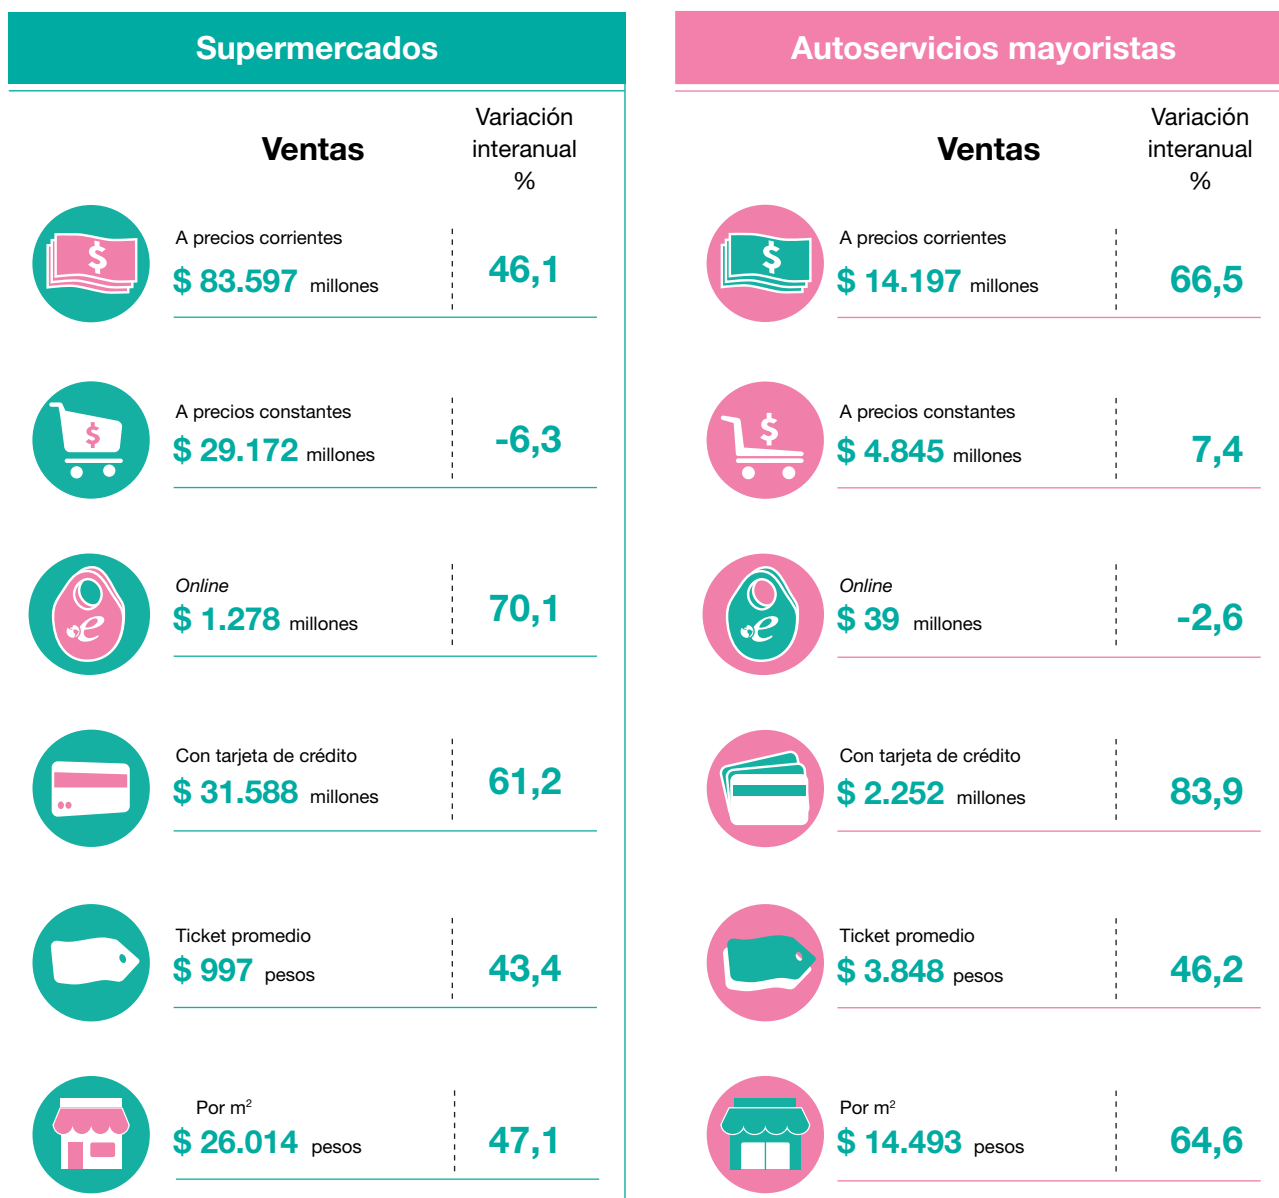 Supermercados
Ventas
Variación
interanual
%
A precios corrientes
$ 83.597 millones
46,1
A precios constantes
$ 29.172 millones
-6,3
Online
$ 1.278 millones
70,1
Con tarjeta de crédito
$ 31.588 millones
61,2
Ticket promedio
$ 997 pesos
43,4
Por m²
$ 26.014 pesos
47,1
Autoservicios mayoristas
Ventas
Variación
interanual
%
A precios corrientes
$ 14.197 millones
66,5
A precios constantes
$ 4.845 millones
7,4
Online
$ 39 millones
-2,6
Con tarjeta de crédito
$ 2.252 millones
83,9
Ticket promedio
$ 3.848 pesos
46,2
Por m²
$ 14.493 pesos
64,6